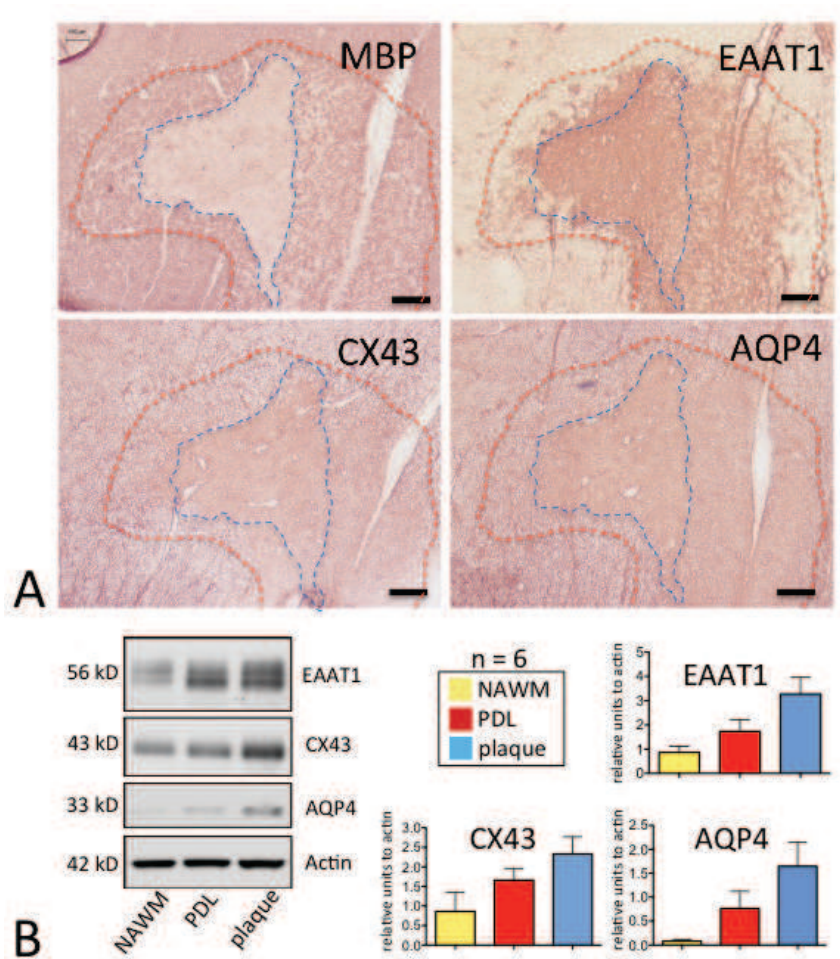 MBP
EAAT1
CX43
AQP4
A
56 kD
EAAT1
43 kD
CX43
33 kD
AQP4
42 kD
Actin
NAWM
PDL
plaque
n = 6
NAWM
PDL
plaque
EAAT1
relative units to actin
5
4
3
2
1
0
CX43
relative units to actin
3.0
2.5
2.0
1.5
1.0
0.5
0.0
AQP4
relative units to actin
2.5
2.0
1.5
1.0
0.5
0.0
B